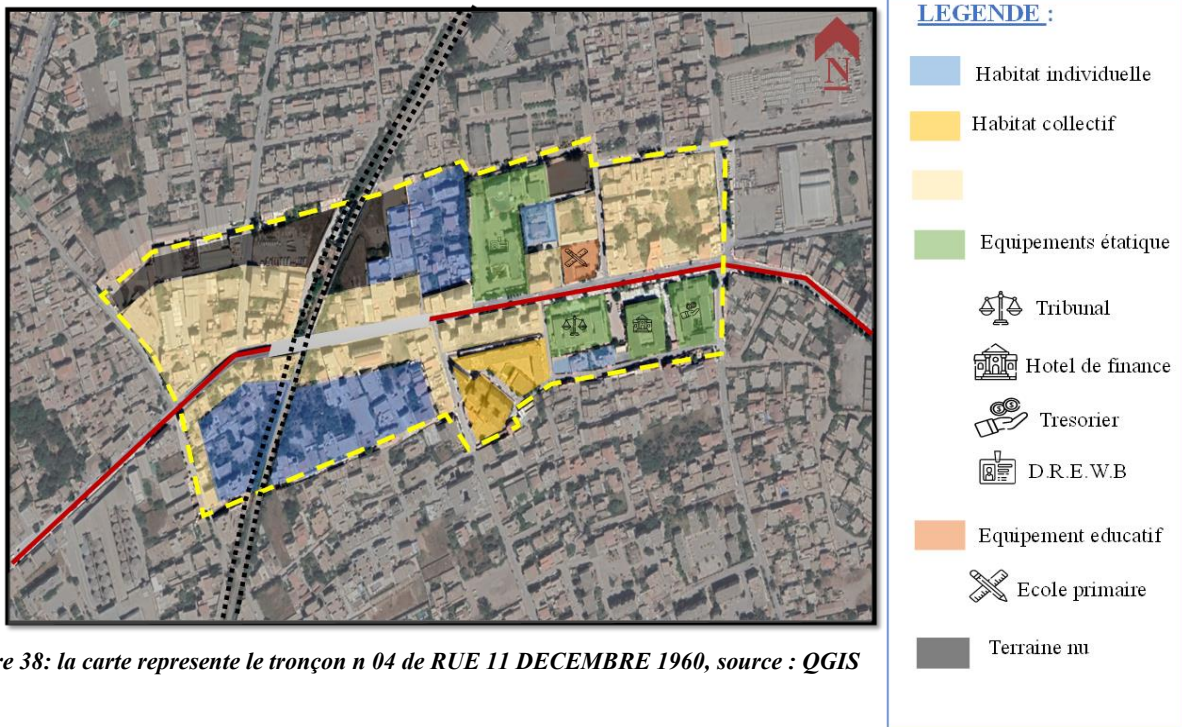 N
re 38: la carte represente le tronçon n 04 de RUE 11 DECEMBRE 1960, source : QGIS
LEGENDE :
Habitat individuelle
Habitat collectif
Equipements étatique
Tribunal
Hotel de finance
Tresorier
D.R.E.W.B
Equipement educatif
Ecole primaire
Terraine nu